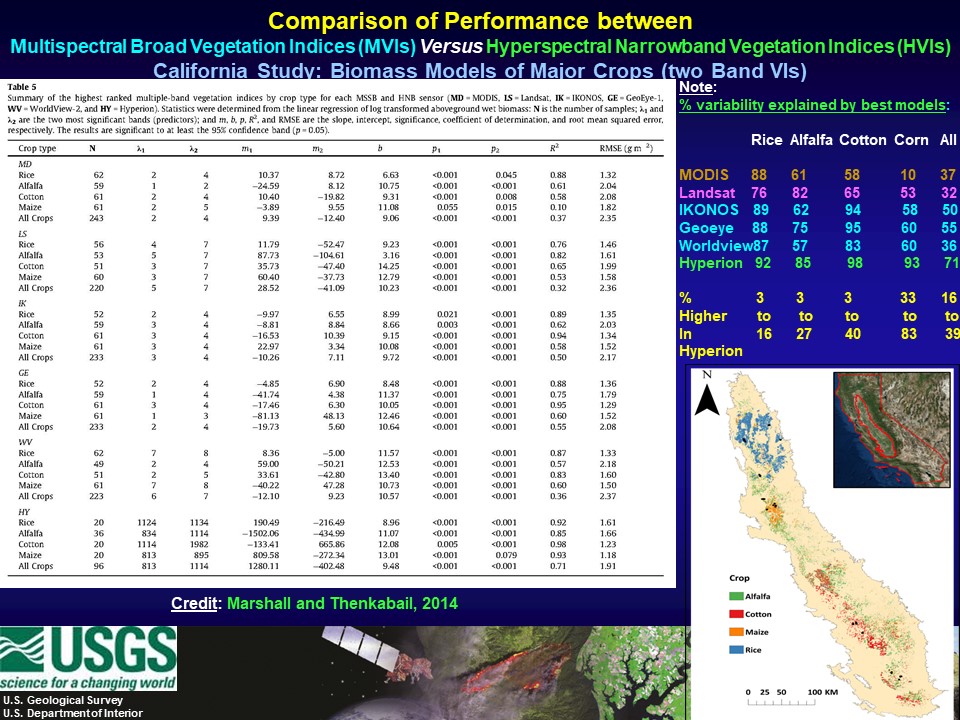 Comparison of Performance between
Multispectral Broad Vegetation Indices (MVIs) Versus Hyperspectral Narrowband Vegetation Indices (HVIs)
California Study: Biomass Models of Major Crops (two Band VIs)
Table 5
Summary of the highest ranked multiple-band vegetation indices by crop type for each MSSB and HNB sensor (MD = MODIS, LS = Landsat, IK = IKONOS, GE = GeoEye-1,
WV = WorldView-2, and HY = Hyperion). Statistics were determined from the linear regression of log transformed aboveground wet biomass: N is the number of samples; λ1 and
λ2 are the two most significant bands (predictors); and m, b, p, R², and RMSE are the slope, intercept, significance, coefficient of determination, and root mean squared error,
respectively. The results are significant to at least the 95% confidence band (p = 0.05).
Crop type N λ1 λ2 m1 m2 b p1 p2 R² RMSE (g m⁻²)
MD
Rice 62 2 4 10.37 8.72 6.63 <0.001 0.045 0.88 1.32
Alfalfa 59 1 2 −24.59 8.12 10.75 <0.001 <0.001 0.61 2.04
Cotton 61 2 4 10.40 −19.82 9.31 <0.001 0.008 0.58 2.08
Maize 61 2 5 −3.89 9.55 11.08 0.055 0.015 0.10 1.82
All Crops 243 2 4 9.39 −12.40 9.06 <0.001 <0.001 0.37 2.35
LS
Rice 56 4 7 11.79 −52.47 9.23 <0.001 <0.001 0.76 1.46
Alfalfa 53 5 7 87.73 −104.61 3.16 <0.001 <0.001 0.82 1.61
Cotton 51 3 7 35.73 −47.40 14.25 <0.001 <0.001 0.65 1.99
Maize 60 3 7 60.40 −37.73 12.79 <0.001 <0.001 0.53 1.58
All Crops 220 5 7 28.52 −41.09 10.23 <0.001 <0.001 0.32 2.36
IK
Rice 52 2 4 −9.97 6.55 8.99 0.021 <0.001 0.89 1.35
Alfalfa 59 3 4 −8.81 8.84 8.66 0.003 <0.001 0.62 2.03
Cotton 61 3 4 −16.53 10.39 9.15 <0.001 <0.001 0.94 1.34
Maize 61 3 4 22.97 3.34 10.08 <0.001 <0.001 0.58 1.52
All Crops 233 3 4 −10.26 7.11 9.72 <0.001 <0.001 0.50 2.17
GE
Rice 52 2 4 −4.85 6.90 8.48 <0.001 <0.001 0.88 1.36
Alfalfa 59 1 4 −41.74 4.38 11.37 <0.001 <0.001 0.75 1.79
Cotton 61 3 4 −17.46 6.30 10.05 <0.001 <0.001 0.95 1.29
Maize 61 1 3 −81.13 48.13 12.46 <0.001 <0.001 0.60 1.52
All Crops 233 2 4 −19.73 5.60 10.64 <0.001 <0.001 0.55 2.08
WV
Rice 62 7 8 8.36 −5.00 11.57 <0.001 <0.001 0.87 1.33
Alfalfa 49 2 4 59.00 −50.21 12.53 <0.001 <0.001 0.57 2.18
Cotton 51 2 5 33.61 −42.80 13.40 <0.001 <0.001 0.83 1.60
Maize 61 7 8 −40.22 47.28 10.73 <0.001 <0.001 0.60 1.50
All Crops 223 6 7 −12.10 9.23 10.57 <0.001 <0.001 0.36 2.37
HY
Rice 20 1124 1134 190.49 −216.49 8.96 <0.001 <0.001 0.92 1.61
Alfalfa 36 834 1114 −1502.06 −434.99 11.07 <0.001 <0.001 0.85 1.66
Cotton 20 1114 1982 −133.41 665.86 12.08 0.005 <0.001 0.98 1.23
Maize 20 813 895 809.58 −272.34 13.01 <0.001 0.079 0.93 1.18
All Crops 96 813 1114 1280.11 −402.48 9.48 <0.001 <0.001 0.71 1.91
Note:
% variability explained by best models:
Rice Alfalfa Cotton Corn All
MODIS 88 61 58 10 37
Landsat 76 82 65 53 32
IKONOS 89 62 94 58 50
Geoeye 88 75 95 60 55
Worldview87 57 83 60 36
Hyperion 92 85 98 93 71
% 3 3 3 33 16
Higher to to to to to
In 16 27 40 83 39
Hyperion
N
Crop
Alfalfa
Cotton
Maize
Rice
0 25 50 100 KM
Credit: Marshall and Thenkabail, 2014
USGS
science for a changing world
U.S. Geological Survey
U.S. Department of Interior